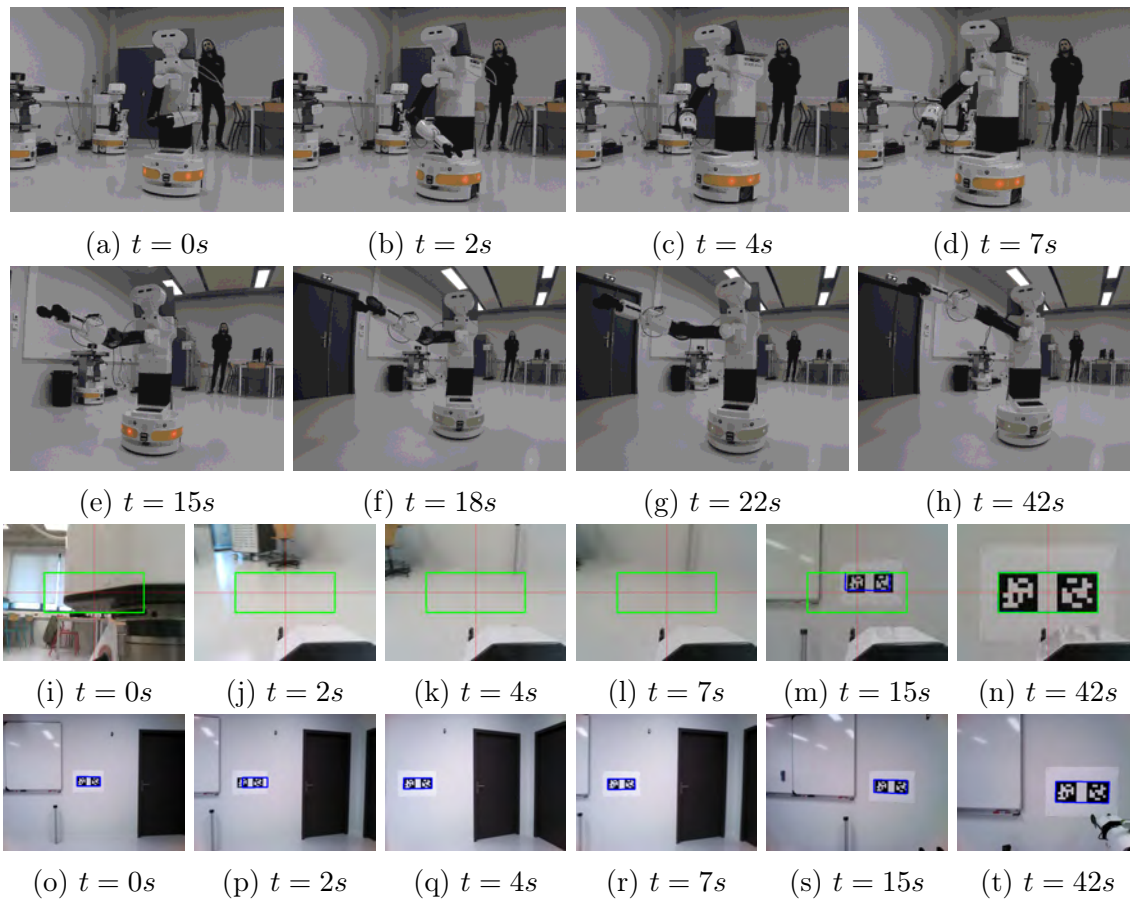 (a) t = 0s (b) t = 2s (c) t = 4s (d) t = 7s
(e) t = 15s (f) t = 18s (g) t = 22s (h) t = 42s
(i) t = 0s (j) t = 2s (k) t = 4s (l) t = 7s (m) t = 15s (n) t = 42s
(o) t = 0s (p) t = 2s (q) t = 4s (r) t = 7s (s) t = 15s (t) t = 42s